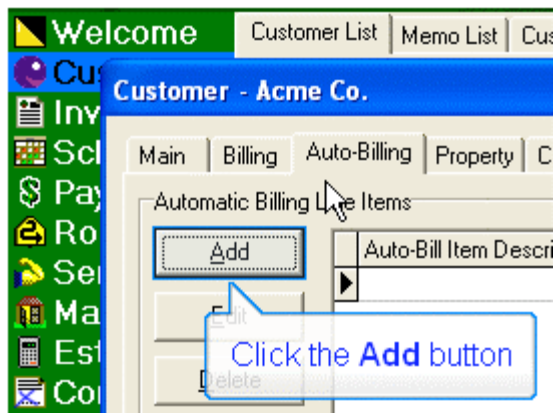 Welcome
Customer List
Memo List
Cus
Cus
Customer - Acme Co.
Inv
Main
Billing
Auto-Billing
Property
C
Sch
Automatic Billing Line Items
Pay
Add
Auto-Bill Item Descri
Ro
Ser
Edit
Ma
Click the Add button
Est
Delete
Con